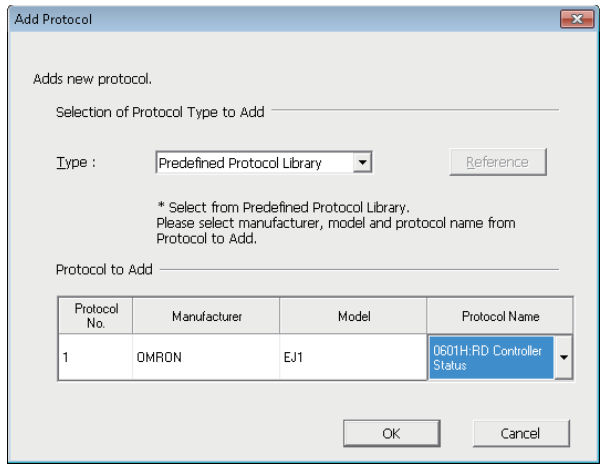 Add Protocol
Adds new protocol.
Selection of Protocol Type to Add
Type :
Predefined Protocol Library
Reference
* Select from Predefined Protocol Library.
Please select manufacturer, model and protocol name from
Protocol to Add.
Protocol to Add
Protocol
No.
Manufacturer
Model
Protocol Name
1
OMRON
EJ1
0601H:RD Controller
Status
OK
Cancel